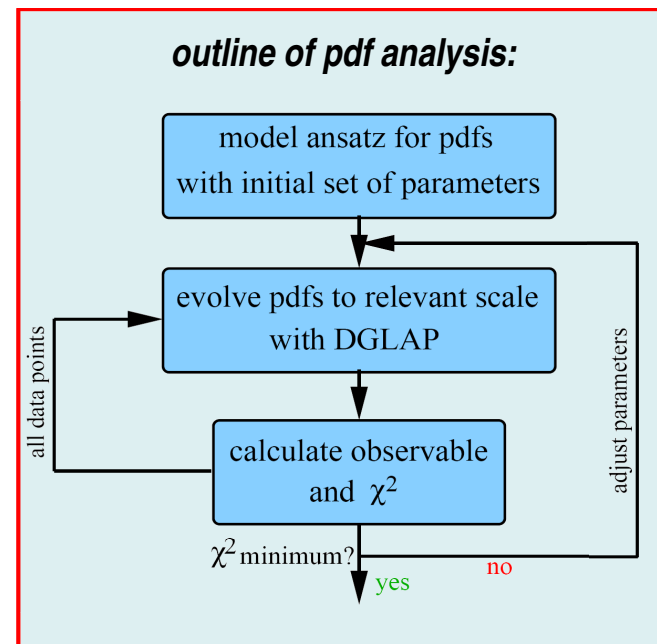 outline of pdf analysis:
model ansatz for pdfs
with initial set of parameters
evolve pdfs to relevant scale
with DGLAP
all data points
adjust parameters
calculate observable
and χ²
χ² minimum?
no
yes